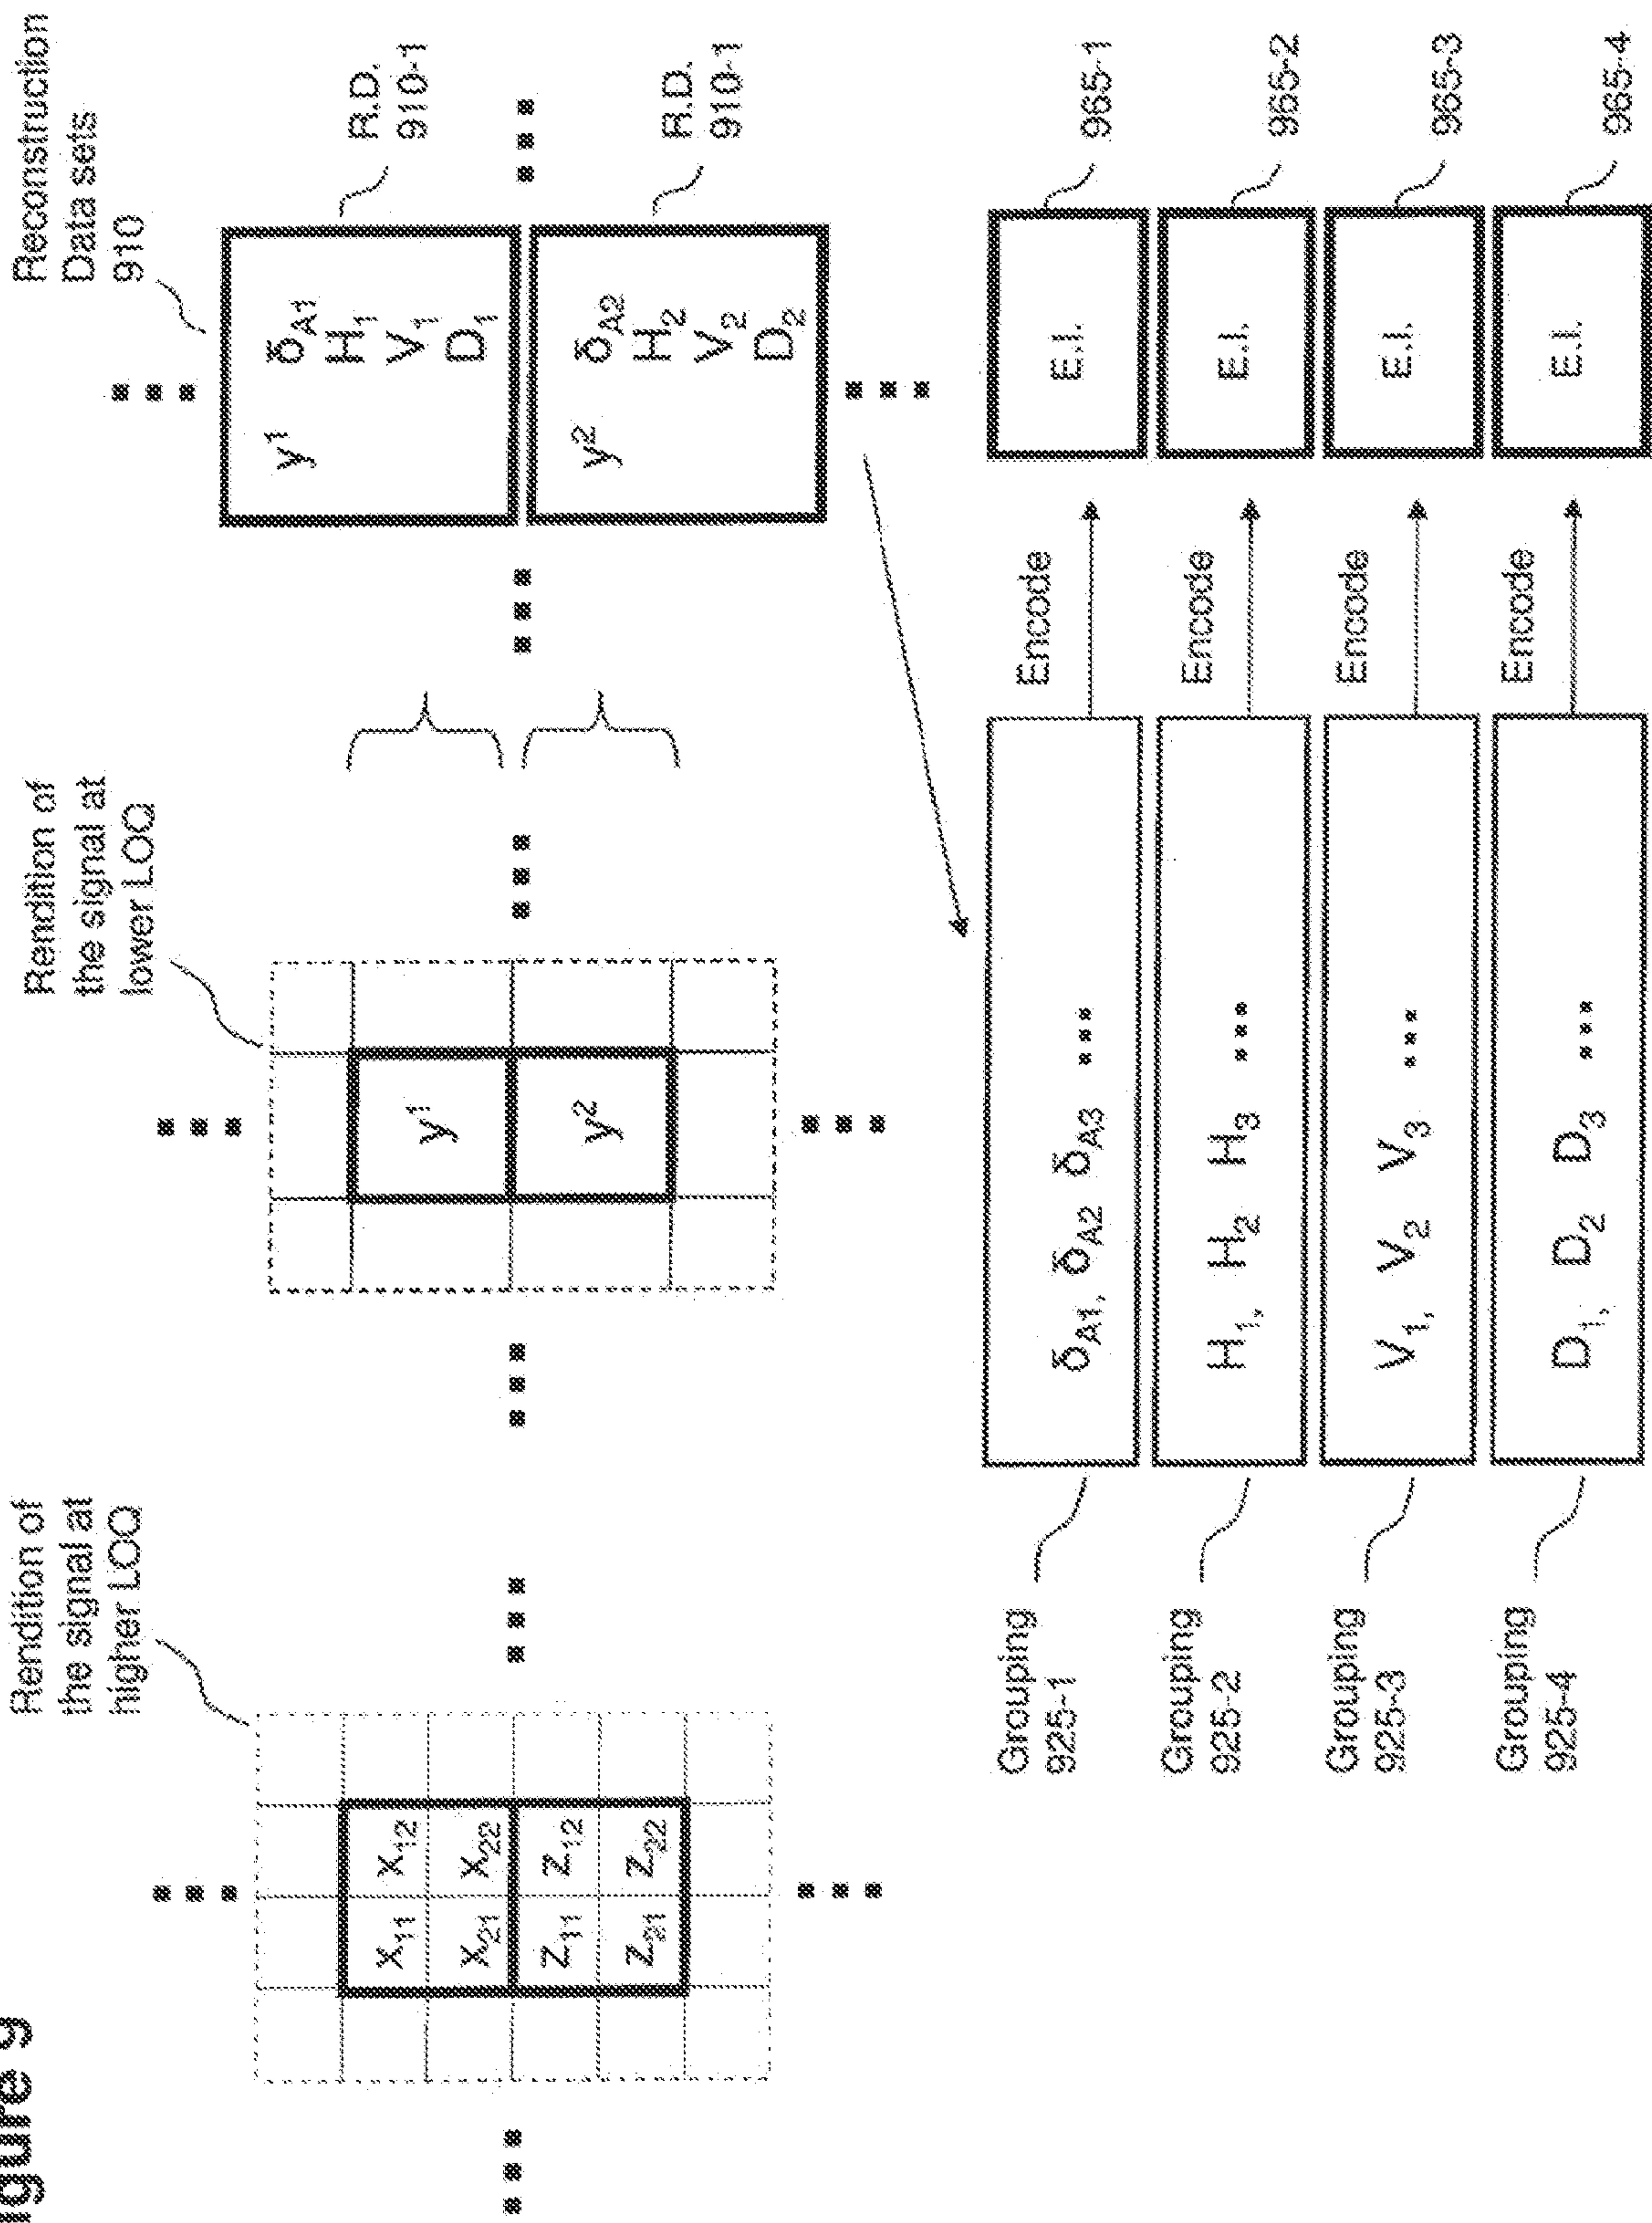 igure 9
Rendition of
the signal at
higher LOQ
Rendition of
the signal at
lower LOQ
Reconstruction
Data sets
910
X11 X12
X21 X22
Z11 Z12
Z21 Z22
y1
y2
y1 δA1
H1
V1
D1
R.D.
910-1
y2 δA2
H2
V2
D2
R.D.
910-1
Grouping
925-1
δA1, δA2 δA3 ...
Encode
E.I.
965-1
Grouping
925-2
H1, H2 H3 ...
Encode
E.I.
965-2
Grouping
925-3
V1, V2 V3 ...
Encode
E.I.
965-3
Grouping
925-4
D1, D2 D3 ...
Encode
E.I.
965-4